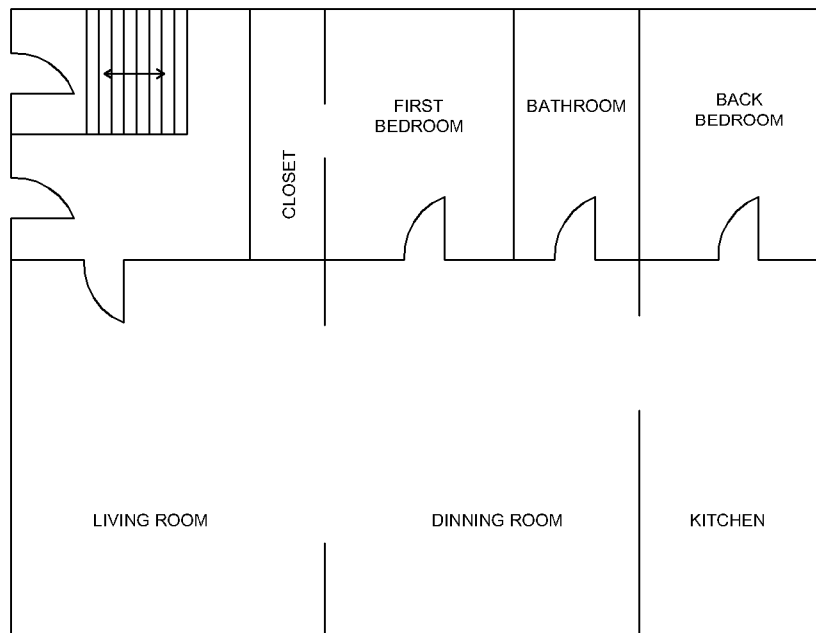 FIRST
BEDROOM
BATHROOM
BACK
BEDROOM
CLOSET
LIVING ROOM
DINNING ROOM
KITCHEN